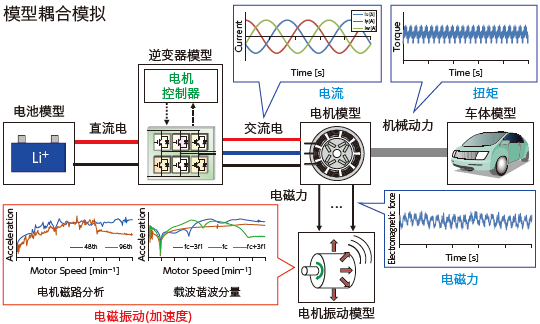 模型耦合模拟
Current
Iu[A]
Iv[A]
Iw[A]
Time [s]
电流
Torque
Time [s]
扭矩
逆变器模型
电机
控制器
电池模型
Li+
直流电
交流电
电机模型
机械动力
车体模型
电磁力
...
Electromagnetic force
Time [s]
电磁力
Acceleration
48th
96th
Motor Speed [min⁻¹]
电机磁路分析
Acceleration
fc−3f1
fc
fc+3f1
Motor Speed [min⁻¹]
载波谐波分量
电磁振动(加速度)
电机振动模型